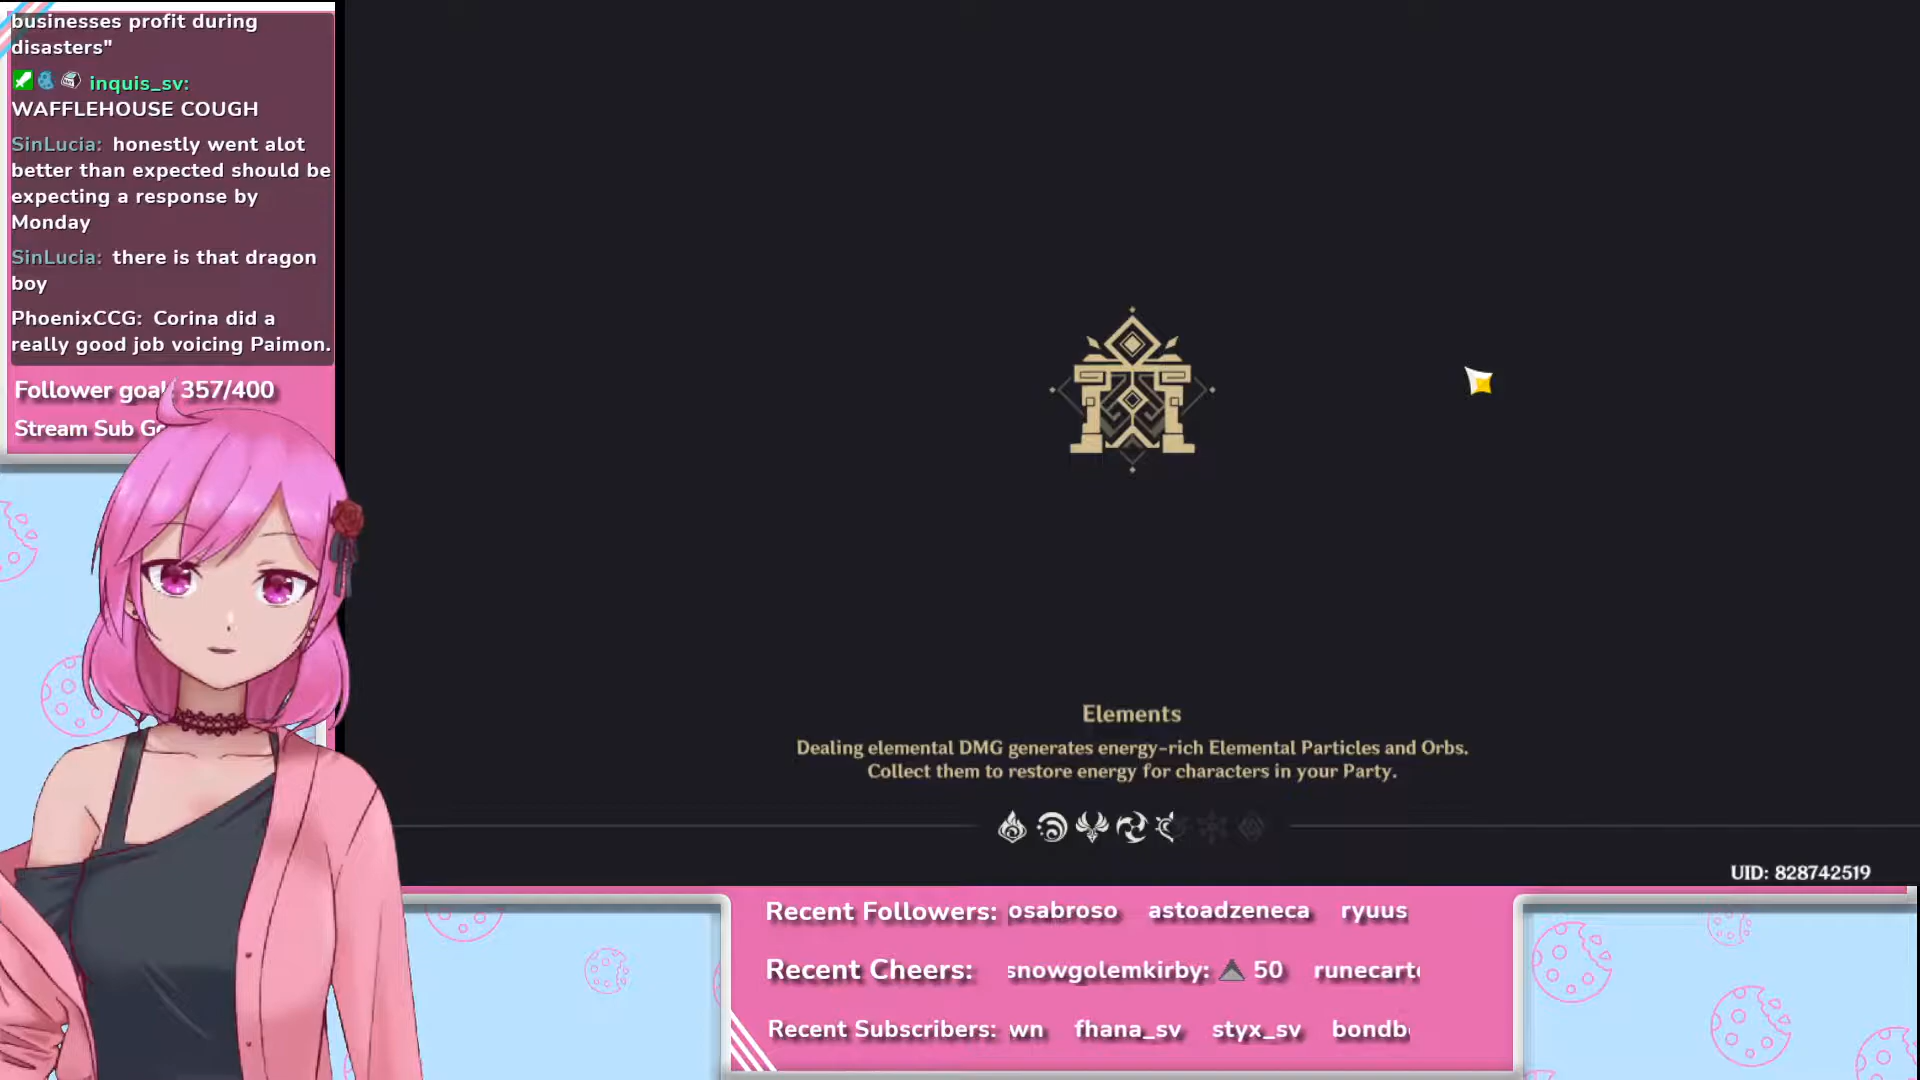 businesses profit during
disasters"
inquis_sv:
WAFFLEHOUSE COUGH
SinLucia: honestly went alot
better than expected should be
expecting a response by
Monday
SinLucia: there is that dragon
boy
PhoenixCCG: Corina did a
really good job voicing Paimon.
Follower goal: 357/400
Stream Sub Go
Elements
Dealing elemental DMG generates energy-rich Elemental Particles and Orbs.
Collect them to restore energy for characters in your Party.
UID: 828742519
Recent Followers: osabroso astoadzeneca ryuus
Recent Cheers: snowgolemkirby: 50 runecarto
Recent Subscribers: wn fhana_sv styx_sv bondb